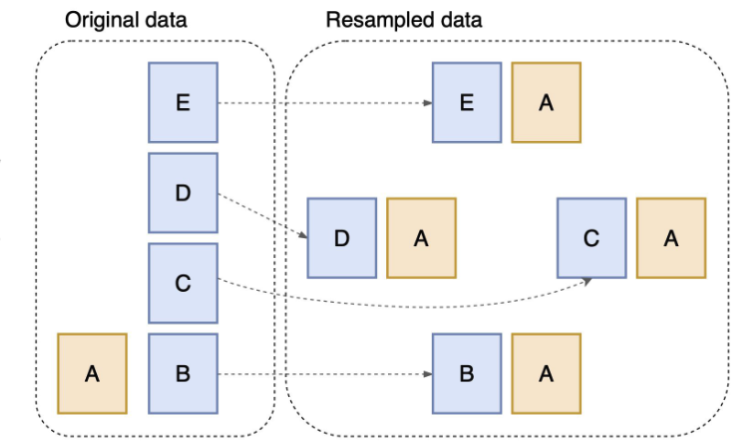 Original data
Resampled data
E
E A
D
D A
C A
C
A B
B A